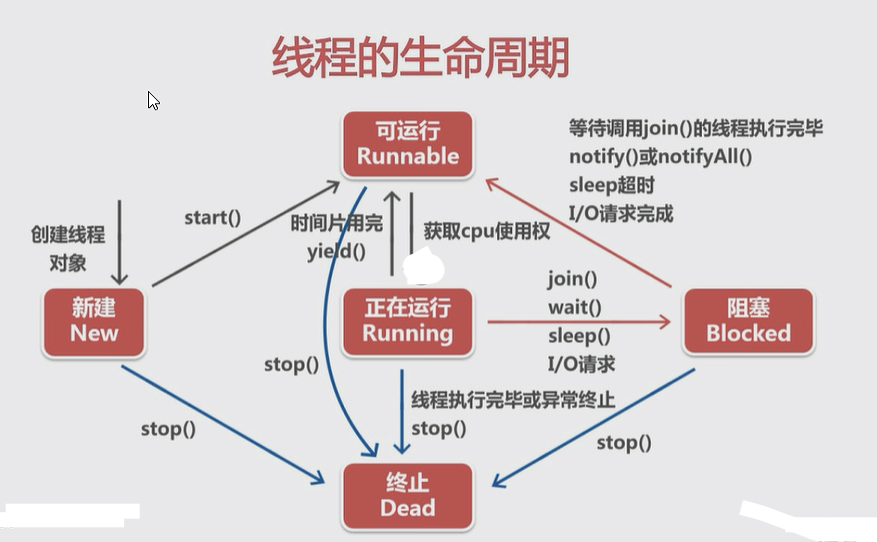 线程的生命周期
可运行
Runnable
等待调用join()的线程执行完毕
notify()或notifyAll()
sleep超时
I/O请求完成
start()
时间片用完
yield()
获取cpu使用权
创建线程
对象
新建
New
正在运行
Running
join()
wait()
sleep()
I/O请求
阻塞
Blocked
stop()
线程执行完毕或异常终止
stop()
stop()
stop()
终止
Dead